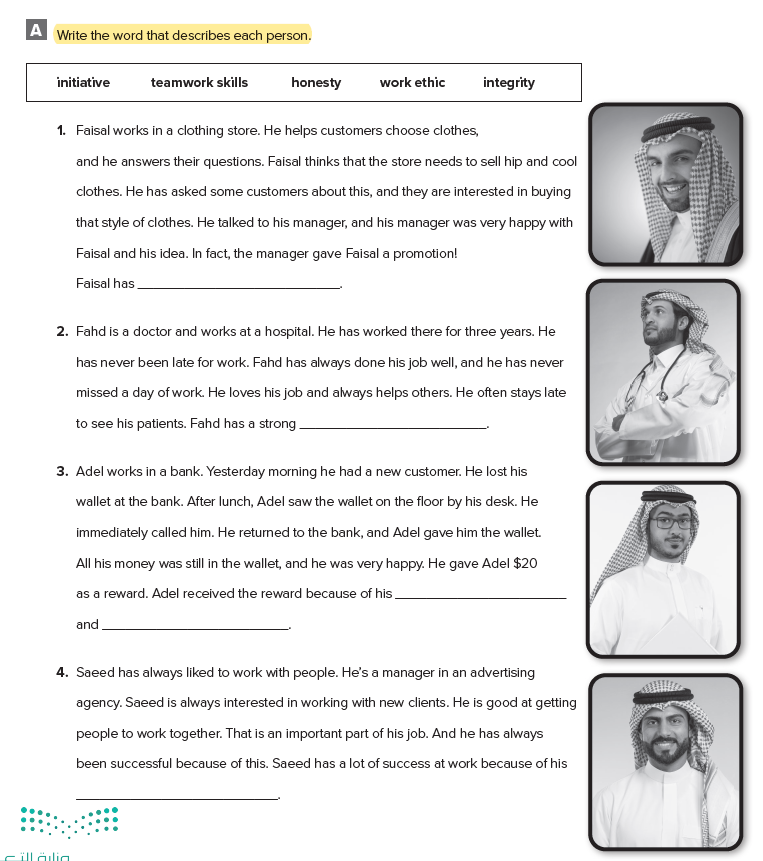 A Write the word that describes each person.
initiative teamwork skills honesty work ethic integrity
1. Faisal works in a clothing store. He helps customers choose clothes,
and he answers their questions. Faisal thinks that the store needs to sell hip and cool
clothes. He has asked some customers about this, and they are interested in buying
that style of clothes. He talked to his manager, and his manager was very happy with
Faisal and his idea. In fact, the manager gave Faisal a promotion!
Faisal has ____________________________.
2. Fahd is a doctor and works at a hospital. He has worked there for three years. He
has never been late for work. Fahd has always done his job well, and he has never
missed a day of work. He loves his job and always helps others. He often stays late
to see his patients. Fahd has a strong __________________________.
3. Adel works in a bank. Yesterday morning he had a new customer. He lost his
wallet at the bank. After lunch, Adel saw the wallet on the floor by his desk. He
immediately called him. He returned to the bank, and Adel gave him the wallet.
All his money was still in the wallet, and he was very happy. He gave Adel $20
as a reward. Adel received the reward because of his ________________________
and __________________________.
4. Saeed has always liked to work with people. He's a manager in an advertising
agency. Saeed is always interested in working with new clients. He is good at getting
people to work together. That is an important part of his job. And he has always
been successful because of this. Saeed has a lot of success at work because of his
____________________________.